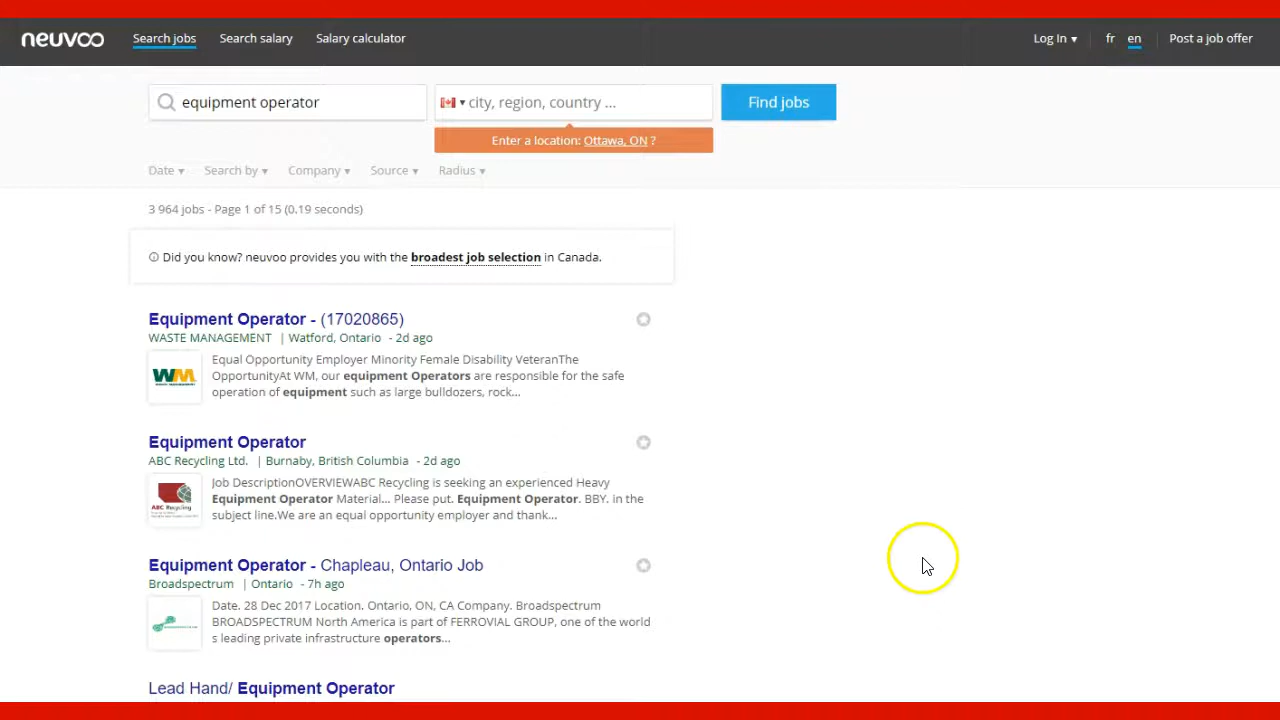 neuvoo Search jobs Search salary Salary calculator Log In fr en Post a job offer
equipment operator city, region, country ... Find jobs
Enter a location: Ottawa, ON ?
Date Search by Company Source Radius
3 964 jobs - Page 1 of 15 (0.19 seconds)
Did you know? neuvoo provides you with the broadest job selection in Canada.
Equipment Operator - (17020865)
WASTE MANAGEMENT | Watford, Ontario - 2d ago
Equal Opportunity Employer Minority Female Disability VeteranThe
OpportunityAt WM, our equipment Operators are responsible for the safe
operation of equipment such as large bulldozers, rock...
WM
Equipment Operator
ABC Recycling Ltd. | Burnaby, British Columbia - 2d ago
Job DescriptionOVERVIEWABC Recycling is seeking an experienced Heavy
Equipment Operator Material... Please put. Equipment Operator. BBY. in the
subject line.We are an equal opportunity employer and thank...
ABC Recycling
Equipment Operator - Chapleau, Ontario Job
Broadspectrum | Ontario - 7h ago
Date. 28 Dec 2017 Location. Ontario, ON, CA Company. Broadspectrum
BROADSPECTRUM North America is part of FERROVIAL GROUP, one of the world
s leading private infrastructure operators...
Lead Hand/ Equipment Operator